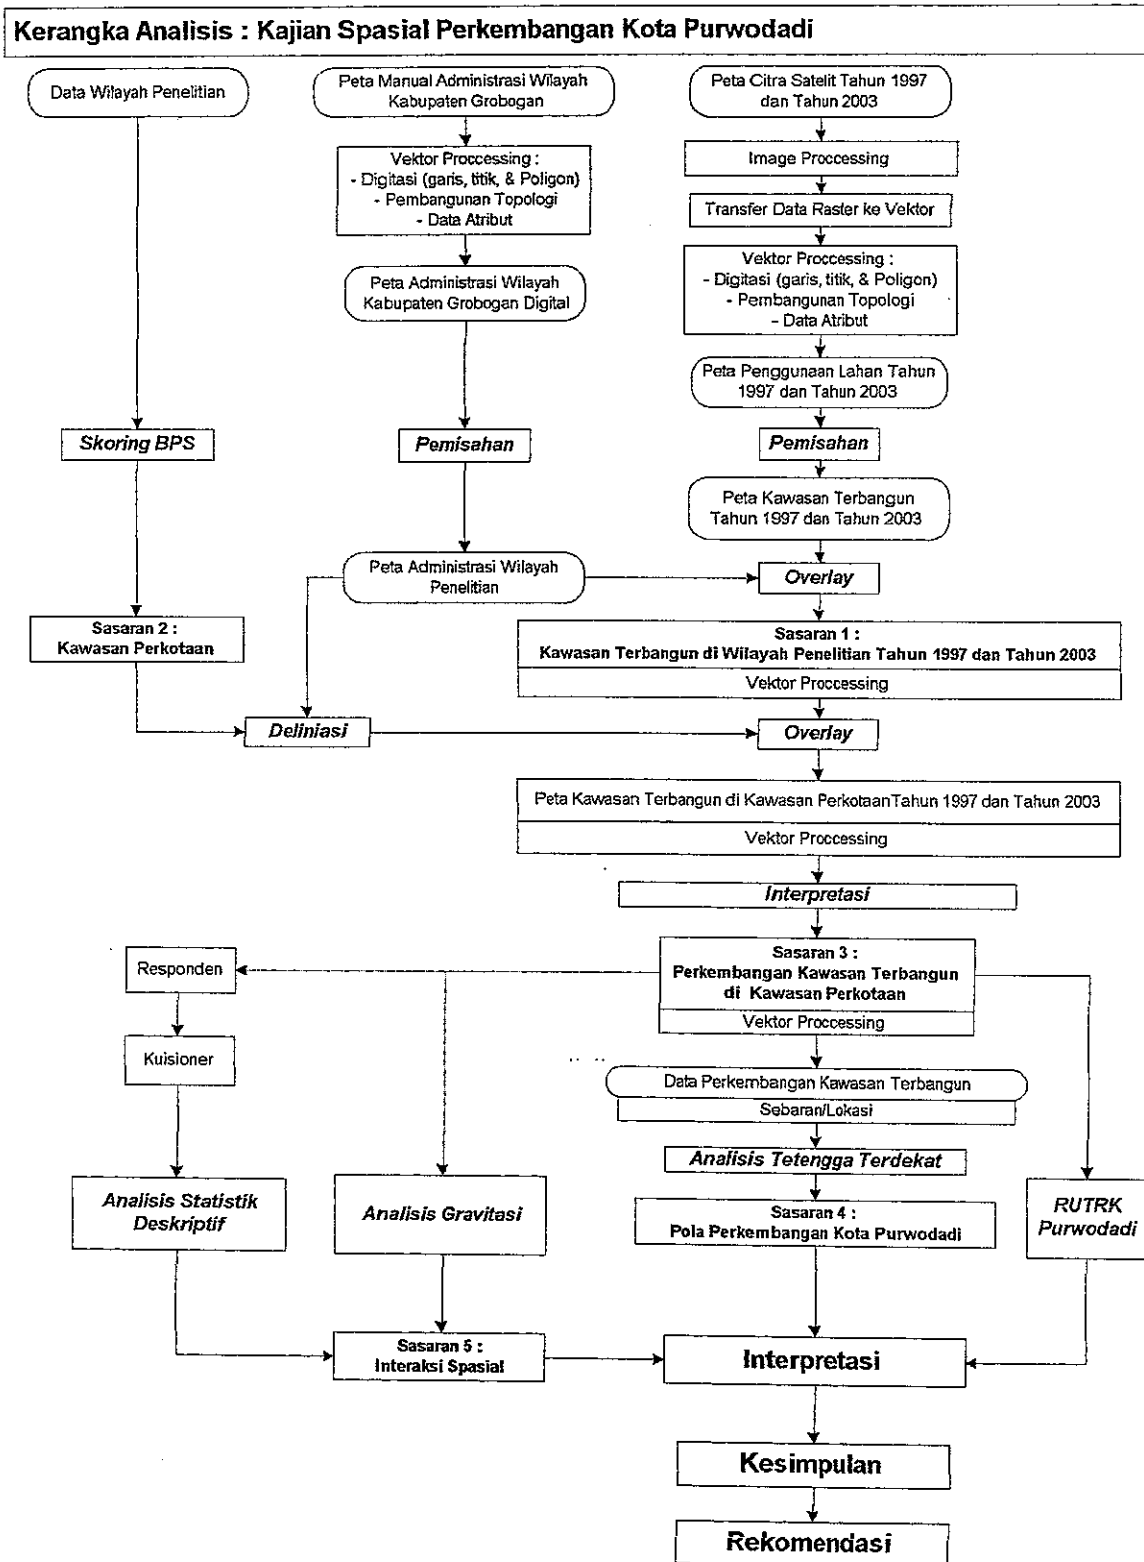 Kerangka Analisis : Kajian Spasial Perkembangan Kota Purwodadi
Data Wilayah Penelitian
Peta Manual Administrasi Wilayah
Kabupaten Grobogan
Peta Citra Satelit Tahun 1997
dan Tahun 2003
Vektor Proccessing :
- Digitasi (garis, titik, & Poligon)
- Pembangunan Topologi
- Data Atribut
Image Proccessing
Transfer Data Raster ke Vektor
Peta Administrasi Wilayah
Kabupaten Grobogan Digital
Vektor Proccessing :
- Digitasi (garis, titik, & Poligon)
- Pembangunan Topologi
- Data Atribut
Peta Penggunaan Lahan Tahun
1997 dan Tahun 2003
Skoring BPS
Pemisahan
Pemisahan
Peta Kawasan Terbangun
Tahun 1997 dan Tahun 2003
Peta Administrasi Wilayah
Penelitian
Overlay
Sasaran 2 :
Kawasan Perkotaan
Sasaran 1 :
Kawasan Terbangun di Wilayah Penelitian Tahun 1997 dan Tahun 2003
Vektor Proccessing
Deliniasi
Overlay
Peta Kawasan Terbangun di Kawasan PerkotaanTahun 1997 dan Tahun 2003
Vektor Proccessing
Interpretasi
Responden
Sasaran 3 :
Perkembangan Kawasan Terbangun
di Kawasan Perkotaan
Vektor Proccessing
Kuisioner
Data Perkembangan Kawasan Terbangun
Sebaran/Lokasi
Analisis Tetengga Terdekat
Analisis Statistik
Deskriptif
Analisis Gravitasi
Sasaran 4 :
Pola Perkembangan Kota Purwodadi
RUTRK
Purwodadi
Sasaran 5 :
Interaksi Spasial
Interpretasi
Kesimpulan
Rekomendasi